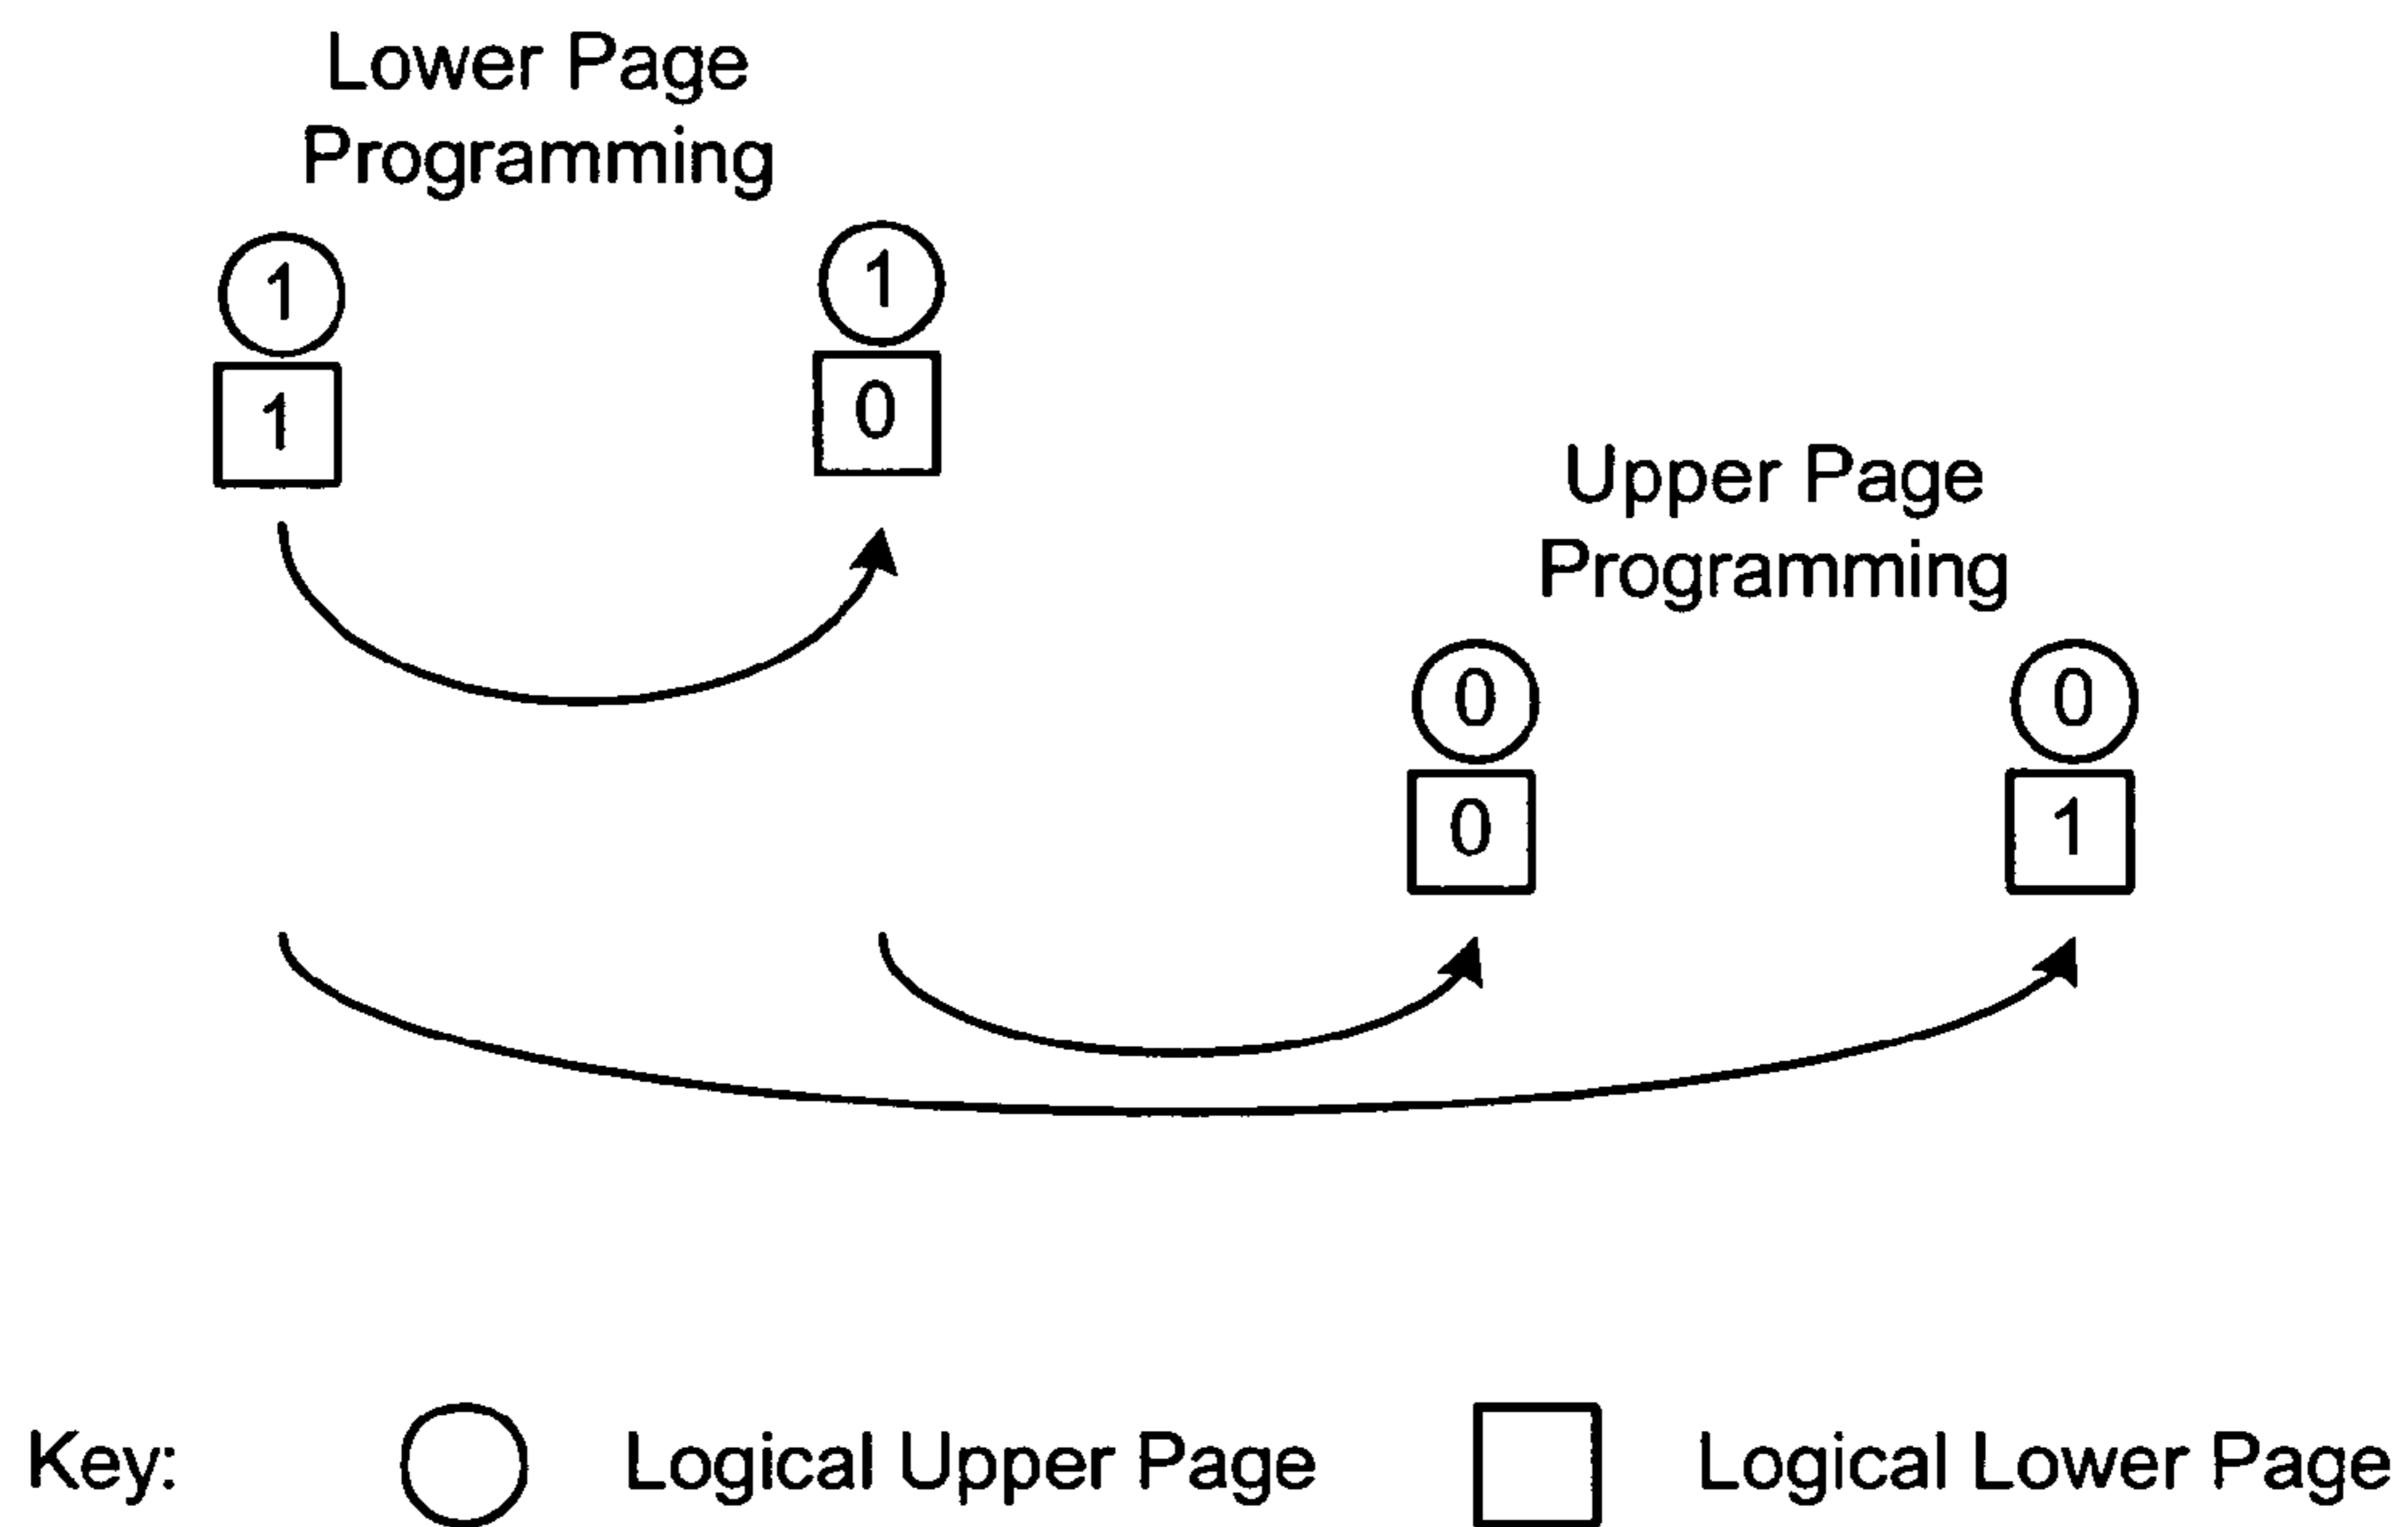 Lower Page
Programming
1 1
1 0
Upper Page
Programming
0 0
0 1
Key: Logical Upper Page Logical Lower Page